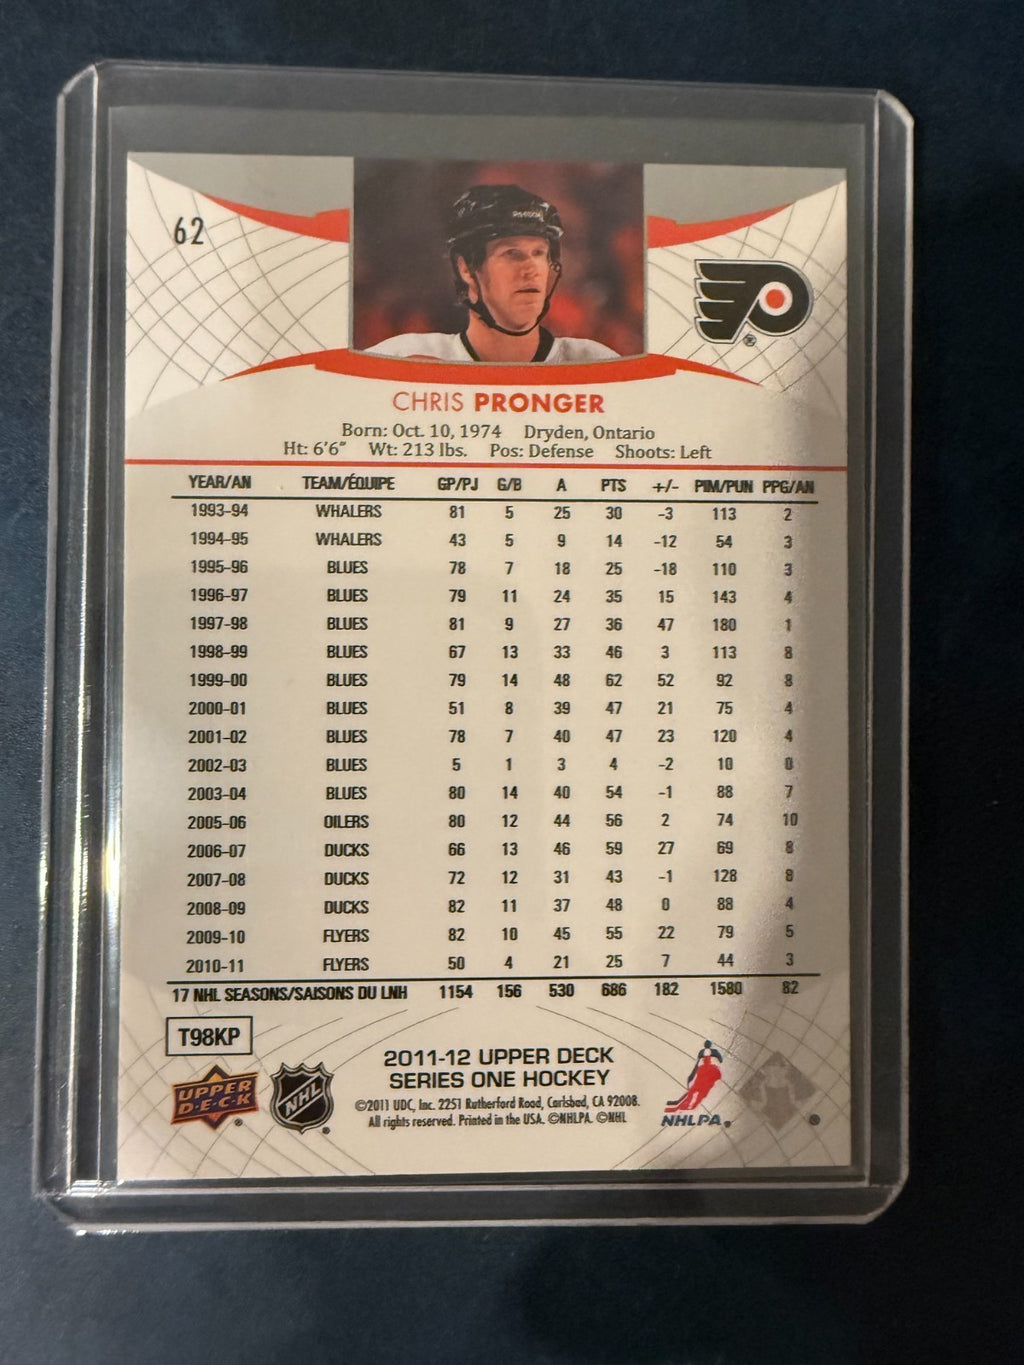 62
REEBOK
®
CHRIS PRONGER
Born: Oct. 10, 1974 Dryden, Ontario
Ht: 6'6" Wt: 213 lbs. Pos: Defense Shoots: Left
YEAR/AN TEAM/ÉQUIPE GP/PJ G/B A PTS +/- PIM/PUN PPG/AN
1993-94 WHALERS 81 5 25 30 -3 113 2
1994-95 WHALERS 43 5 9 14 -12 54 3
1995-96 BLUES 78 7 18 25 -18 110 3
1996-97 BLUES 79 11 24 35 15 143 4
1997-98 BLUES 81 9 27 36 47 180 1
1998-99 BLUES 67 13 33 46 3 113 8
1999-00 BLUES 79 14 48 62 52 92 8
2000-01 BLUES 51 8 39 47 21 75 4
2001-02 BLUES 78 7 40 47 23 120 4
2002-03 BLUES 5 1 3 4 -2 10 0
2003-04 BLUES 80 14 40 54 -1 88 7
2005-06 OILERS 80 12 44 56 2 74 10
2006-07 DUCKS 66 13 46 59 27 69 8
2007-08 DUCKS 72 12 31 43 -1 128 8
2008-09 DUCKS 82 11 37 48 0 88 4
2009-10 FLYERS 82 10 45 55 22 79 5
2010-11 FLYERS 50 4 21 25 7 44 3
17 NHL SEASONS/SAISONS DU LNH 1154 156 530 686 182 1580 82
T98KP
UPPER
D·E·C·K ®
NHL ®
2011-12 UPPER DECK
SERIES ONE HOCKEY
©2011 UDC, Inc. 2251 Rutherford Road, Carlsbad, CA 92008.
All rights reserved. Printed in the USA. ©NHLPA. ©NHL
NHLPA®
®